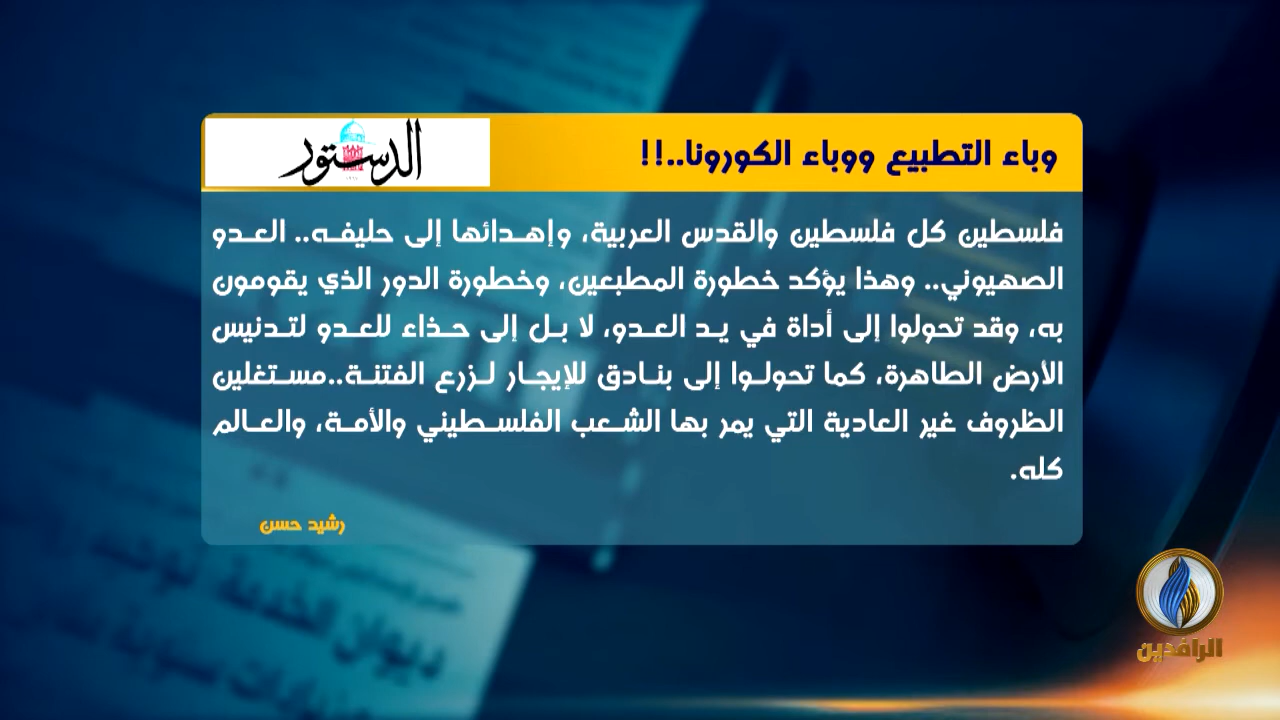 وباء التطبيع ووباء الكورونا..!!
الدستور
فلسطين كل فلسطين والقدس العربية، وإهدائها إلى حليفه.. العدو
الصهيوني.. وهذا يؤكد خطورة المطبعين، وخطورة الدور الذي يقومون
به، وقد تحولوا إلى أداة في يد العدو، لا بل إلى حذاء للعدو لتدنيس
الأرض الطاهرة، كما تحولوا إلى بنادق للإيجار لزرع الفتنة..مستغلين
الظروف غير العادية التي يمر بها الشعب الفلسطيني والأمة، والعالم
كله.
رشيد حسن
الرافدين
ديوان الخدمة